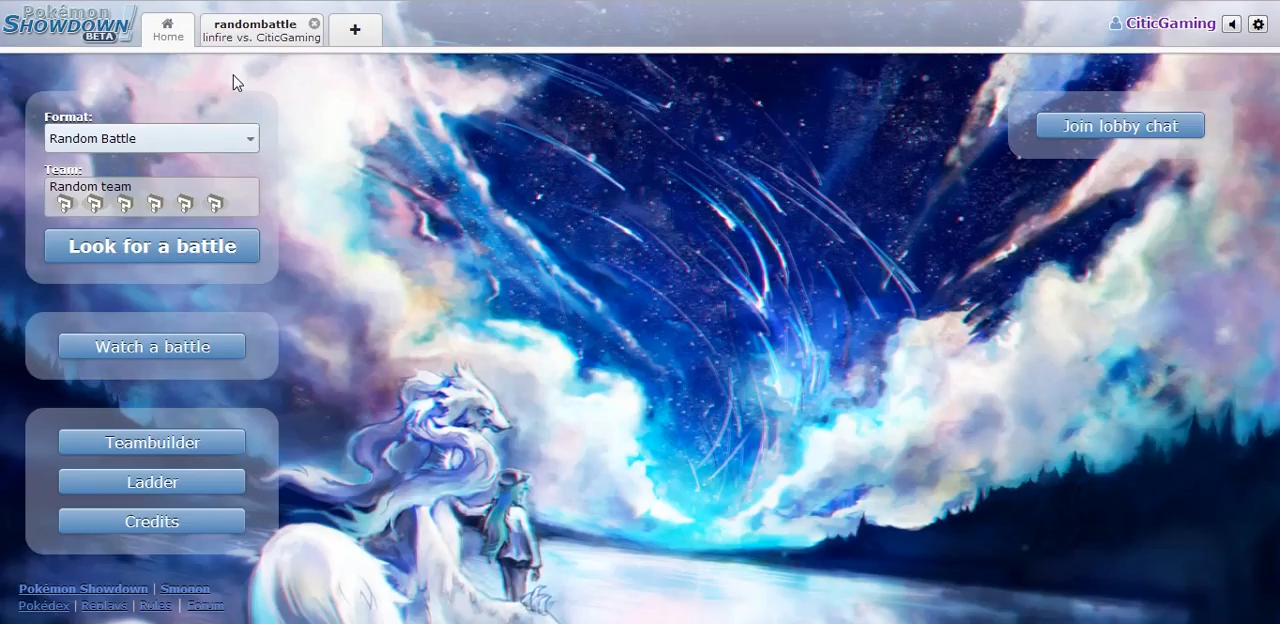 Pokémon
SHOWDOWN!
BETA
Home
randombattle
linfire vs. CiticGaming
+
CiticGaming
Format:
Random Battle
Team:
Random team
Look for a battle
Join lobby chat
Watch a battle
Teambuilder
Ladder
Credits
Pokémon Showdown | Smogon
Pokédex | Replays | Rules | Forum